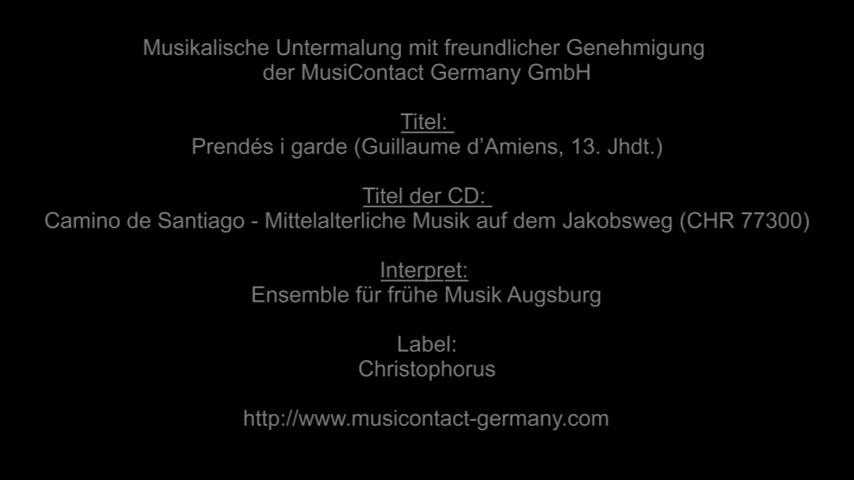 Musikalische Untermalung mit freundlicher Genehmigung
der MusiContact Germany GmbH
Titel:
Prendés i garde (Guillaume d’Amiens, 13. Jhdt.)
Titel der CD:
Camino de Santiago - Mittelalterliche Musik auf dem Jakobsweg (CHR 77300)
Interpret:
Ensemble für frühe Musik Augsburg
Label:
Christophorus
http://www.musicontact-germany.com